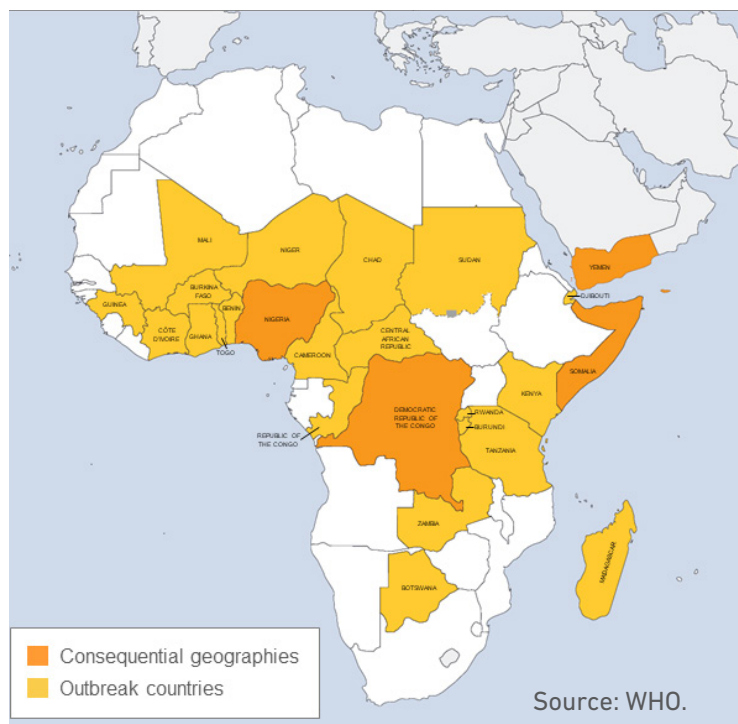 MALI
NIGER
CHAD
SUDAN
YEMEN
DJIBOUTI
GUINEA
BURKINA
FASO
BENIN
NIGERIA
CÔTE
D'IVOIRE
GHANA
TOGO
CAMEROON
CENTRAL
AFRICAN
REPUBLIC
SOMALIA
KENYA
REPUBLIC OF
THE CONGO
DEMOCRATIC
REPUBLIC OF
THE CONGO
RWANDA
BURUNDI
TANZANIA
ZAMBIA
MADAGASCAR
BOTSWANA
Consequential geographies
Outbreak countries
Source: WHO.